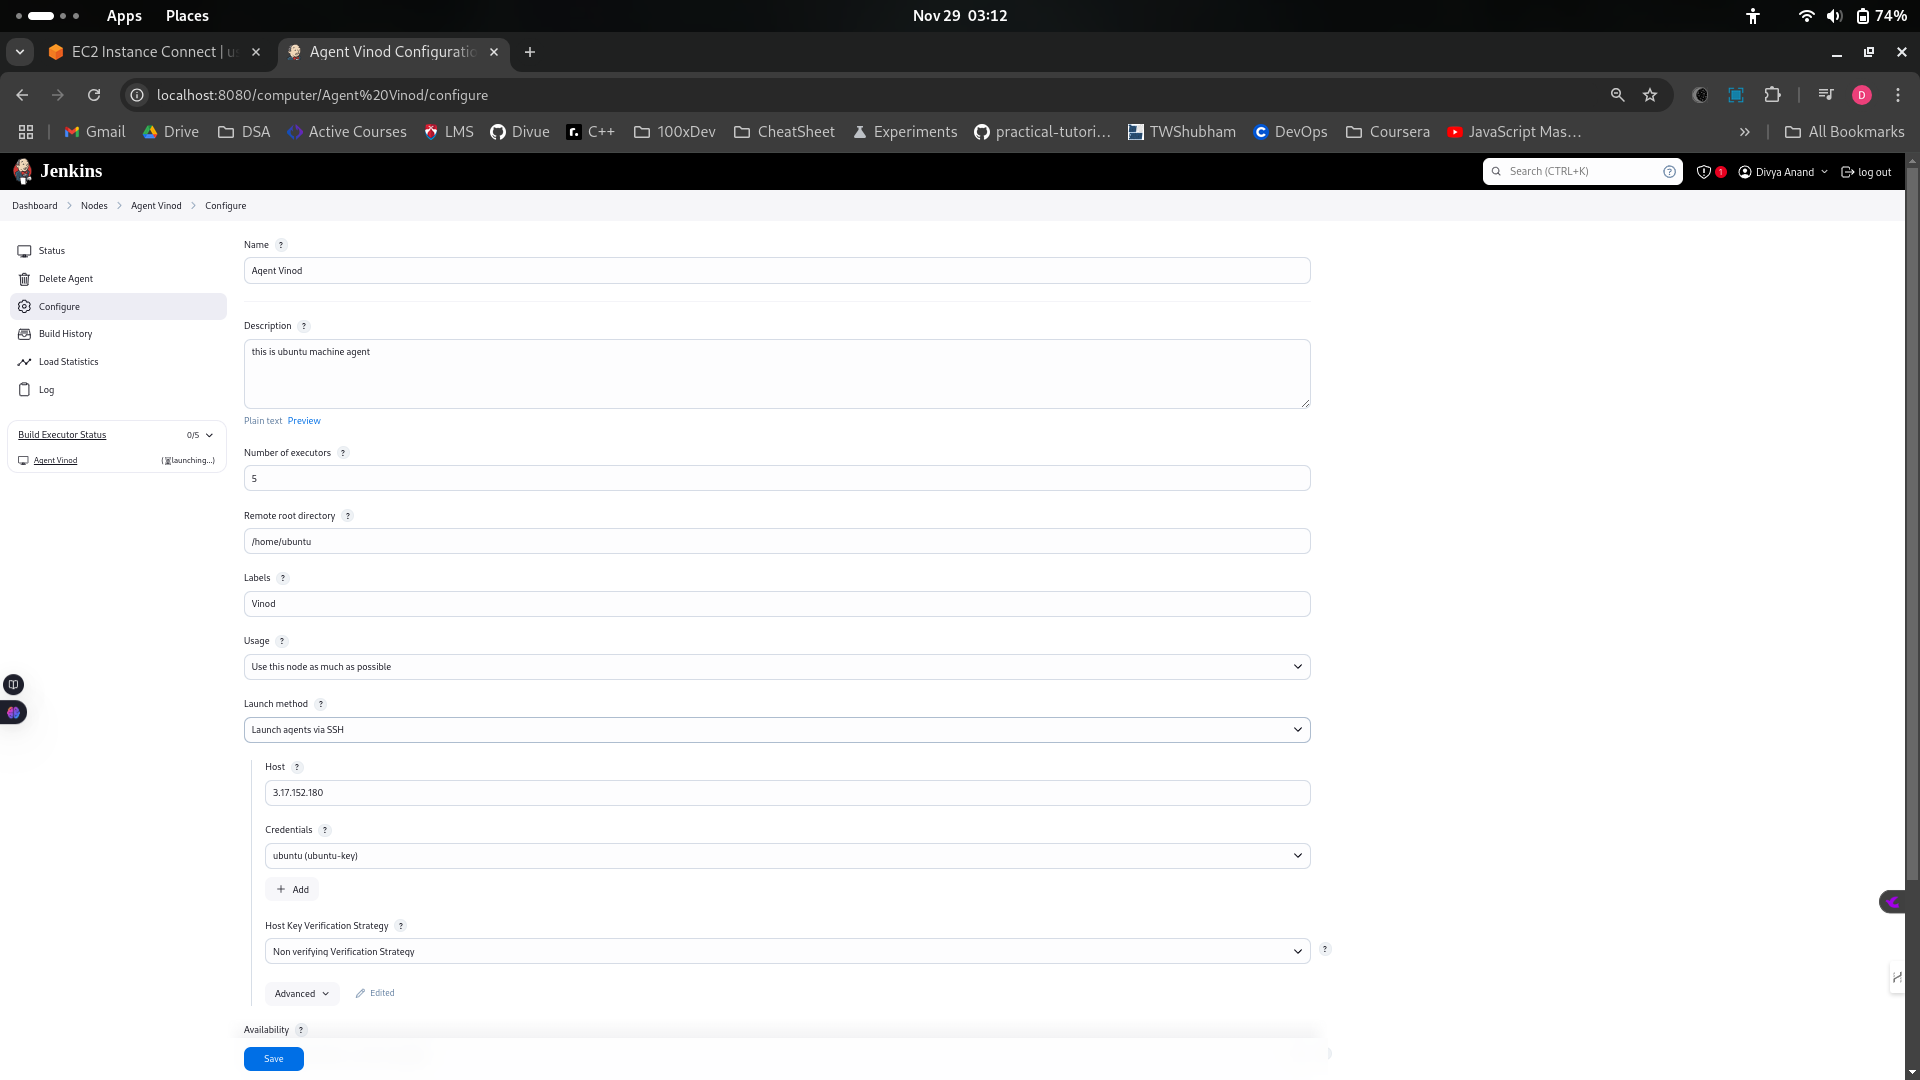 Apps Places Nov 29 03:12 74%
EC2 Instance Connect | us Agent Vinod Configuratio
localhost:8080/computer/Agent%20Vinod/configure D
Gmail Drive DSA Active Courses LMS Divue C++ 100xDev CheatSheet Experiments practical-tutori... TWShubham DevOps Coursera JavaScript Mas... » All Bookmarks
Jenkins Search (CTRL+K) ? 1 Divya Anand log out
Dashboard Nodes Agent Vinod Configure
Status
Delete Agent
Configure
Build History
Load Statistics
Log
Build Executor Status 0/5
Agent Vinod (launching...)
Name ?
Agent Vinod
Description ?
this is ubuntu machine agent
Plain text Preview
Number of executors ?
5
Remote root directory ?
/home/ubuntu
Labels ?
Vinod
Usage ?
Use this node as much as possible
Launch method ?
Launch agents via SSH
Host ?
3.17.152.180
Credentials ?
ubuntu (ubuntu-key)
+ Add
Host Key Verification Strategy ?
Non verifying Verification Strategy ?
Advanced Edited
Availability ?
Save